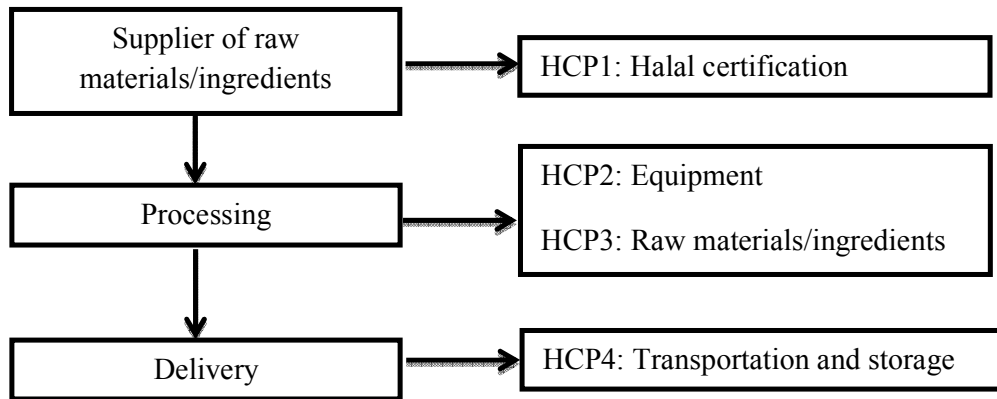 Supplier of raw
materials/ingredients
HCP1: Halal certification
Processing
HCP2: Equipment
HCP3: Raw materials/ingredients
Delivery
HCP4: Transportation and storage